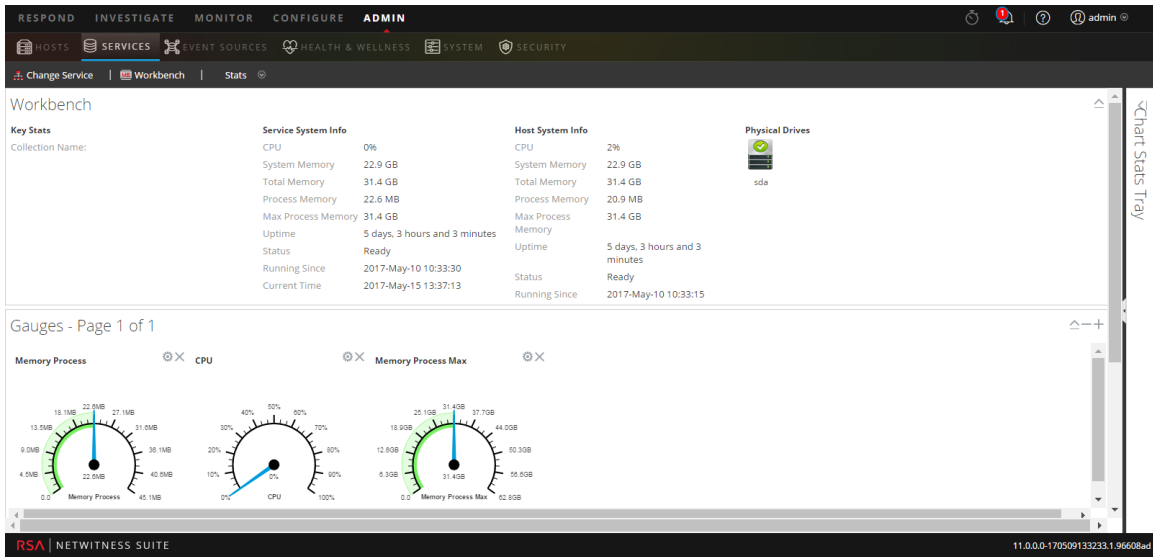 RESPOND INVESTIGATE MONITOR CONFIGURE ADMIN 1 ? admin
HOSTS SERVICES EVENT SOURCES HEALTH & WELLNESS SYSTEM SECURITY
Change Service | Workbench | Stats
Workbench
Key Stats
Collection Name:
Service System Info
CPU 0%
System Memory 22.9 GB
Total Memory 31.4 GB
Process Memory 22.6 MB
Max Process Memory 31.4 GB
Uptime 5 days, 3 hours and 3 minutes
Status Ready
Running Since 2017-May-10 10:33:30
Current Time 2017-May-15 13:37:13
Host System Info
CPU 2%
System Memory 22.9 GB
Total Memory 31.4 GB
Process Memory 20.9 MB
Max Process 31.4 GB
Memory
Uptime 5 days, 3 hours and 3
minutes
Status Ready
Running Since 2017-May-10 10:33:15
Physical Drives
sda
Chart Stats Tray
Gauges - Page 1 of 1
Memory Process
0.0 4.5MB 9.0MB 13.5MB 18.1MB 22.6MB 27.1MB 31.6MB 36.1MB 40.6MB 45.1MB
22.6MB
Memory Process
CPU
0% 10% 20% 30% 40% 50% 60% 70% 80% 90% 100%
0%
CPU
Memory Process Max
0.0 6.3GB 12.6GB 18.9GB 25.1GB 31.4GB 37.7GB 44.0GB 50.3GB 56.6GB 62.8GB
31.4GB
Memory Process Max
RSA | NETWITNESS SUITE
11.0.0.0-170509133233.1.96608ad